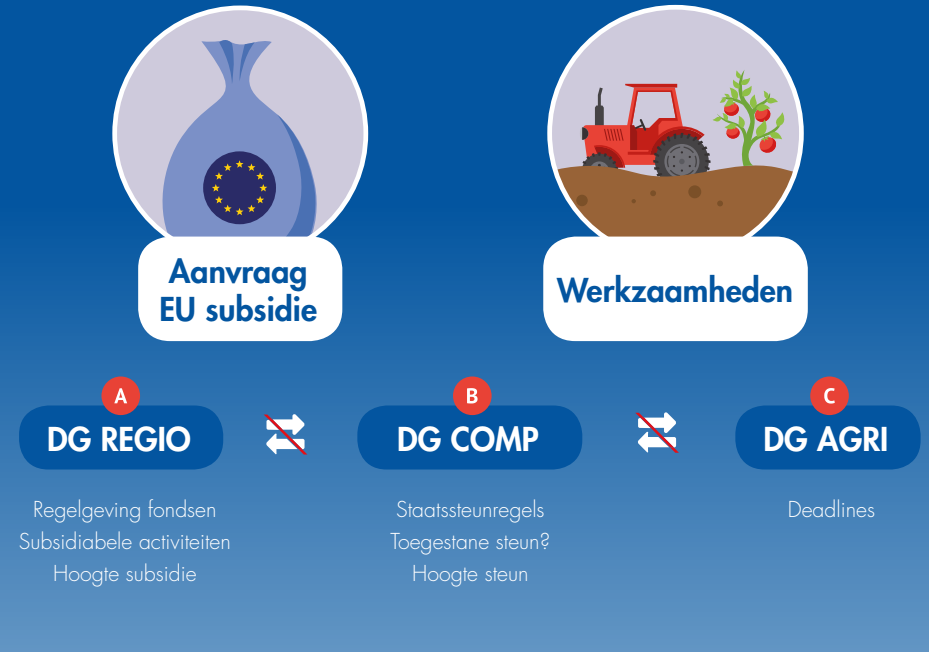 Aanvraag
EU subsidie
Werkzaamheden
A
DG REGIO
Regelgeving fondsen
Subsidiabele activiteiten
Hoogte subsidie
B
DG COMP
Staatssteunregels
Toegestane steun?
Hoogte steun
C
DG AGRI
Deadlines